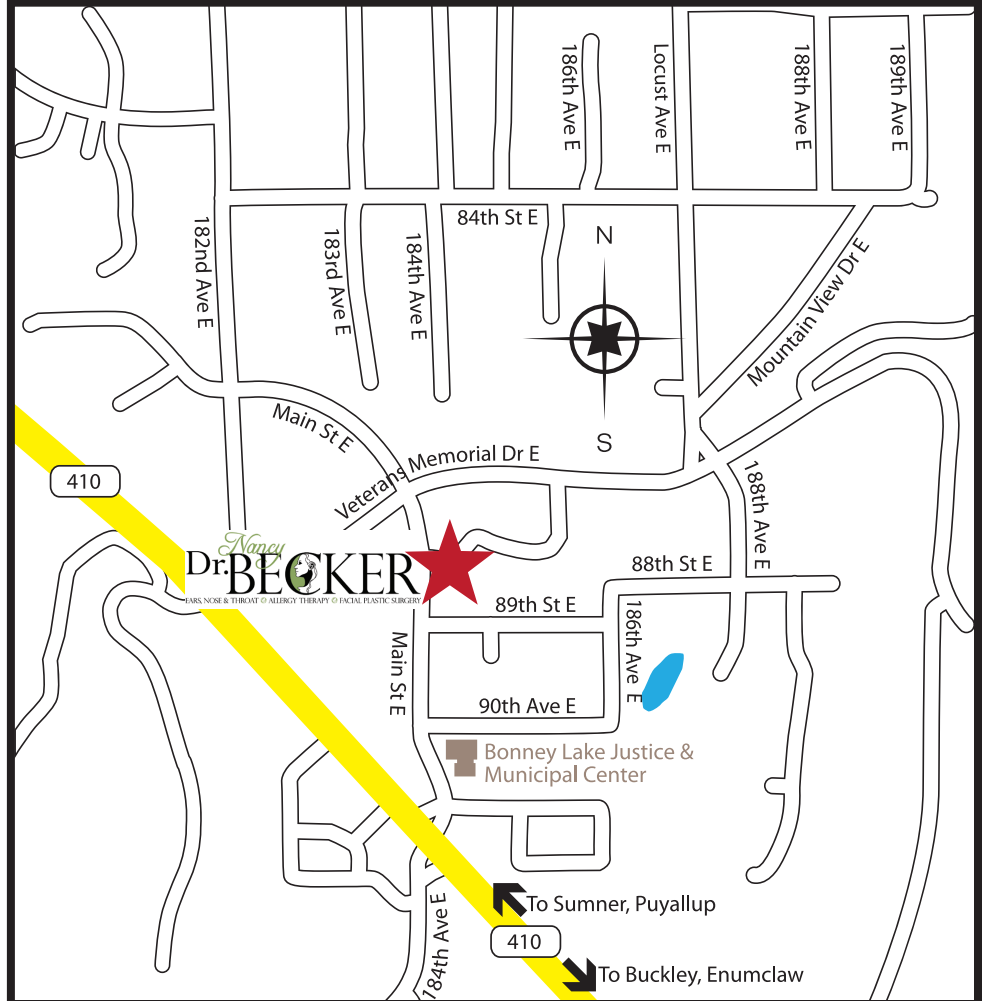 186th Ave E
Locust Ave E
188th Ave E
189th Ave E
84th St E
182nd Ave E
183rd Ave E
184th Ave E
N
S
Mountain View Dr E
Main St E
Veterans Memorial Dr E
410
188th Ave E
Nancy
Dr. BECKER
EARS, NOSE & THROAT ALLERGY THERAPY FACIAL PLASTIC SURGERY
88th St E
89th St E
186th Ave E
Main St E
90th Ave E
Bonney Lake Justice &
Municipal Center
To Sumner, Puyallup
184th Ave E
410
To Buckley, Enumclaw